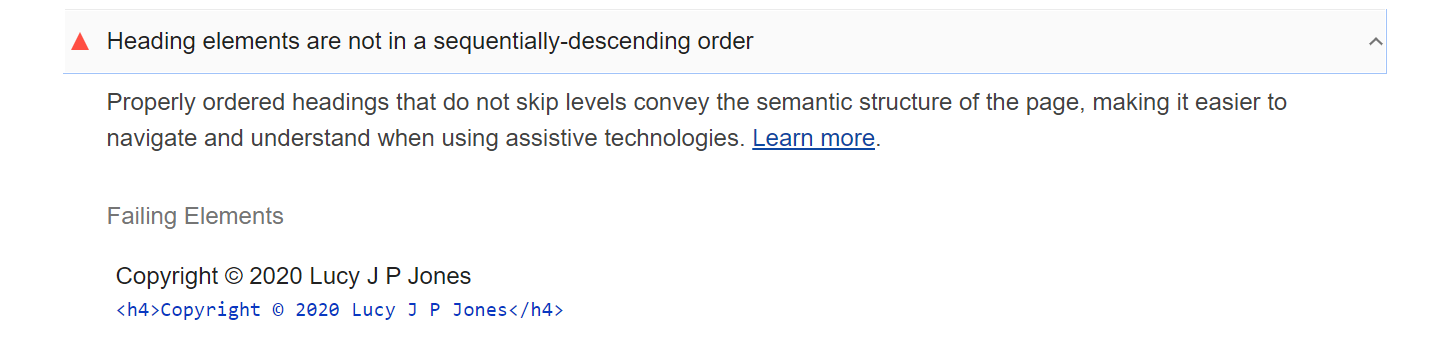 Heading elements are not in a sequentially-descending order
Properly ordered headings that do not skip levels convey the semantic structure of the page, making it easier to
navigate and understand when using assistive technologies. Learn more.
Failing Elements
Copyright © 2020 Lucy J P Jones
<h4>Copyright © 2020 Lucy J P Jones</h4>